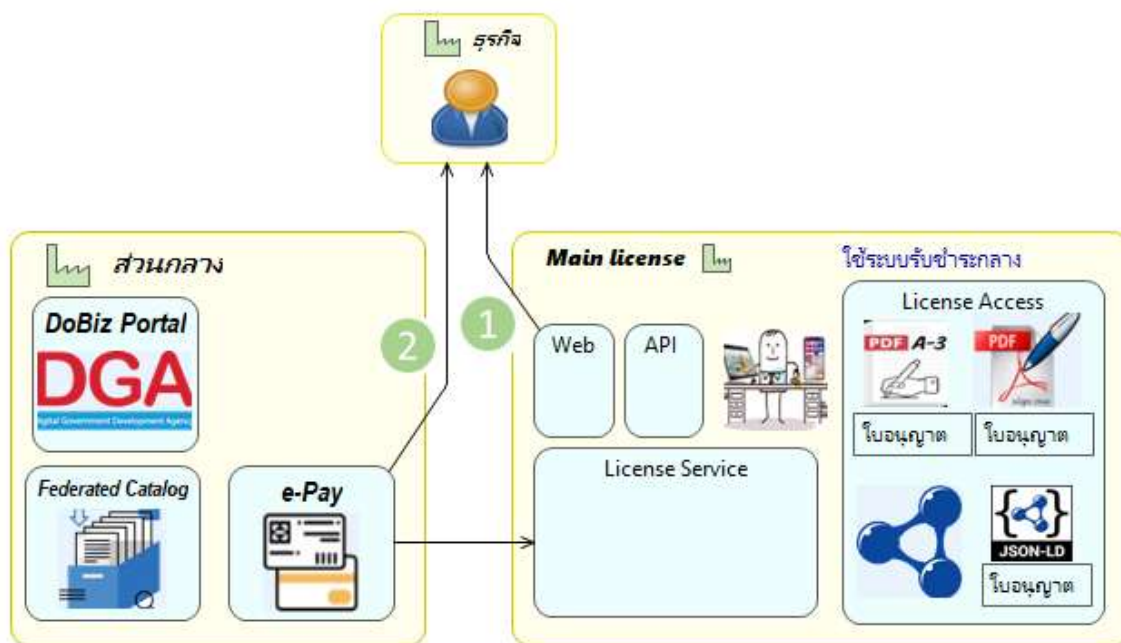 ธุรกิจ
ส่วนกลาง
DoBiz Portal
DGA
Digital Government Development Agency
Federated Catalog
e-Pay
2
1
Main license
ใช้ระบบรับชำระกลาง
Web
API
License Service
License Access
PDF A-3
PDF
ใบอนุญาต
ใบอนุญาต
{ }
JSON-LD
ใบอนุญาต